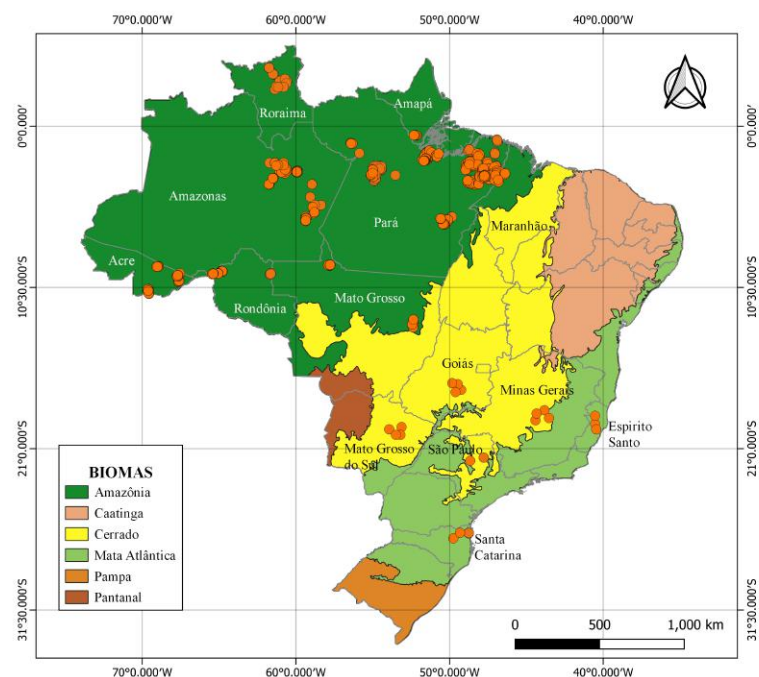 70°0.000'W 60°0.000'W 50°0.000'W 40°0.000'W
0°0.000' 0°0.000'
10°30.000'S 10°30.000'S
21°0.000'S 21°0.000'S
31°30.000'S 31°30.000'S
Roraima
Amapá
Amazonas
Pará
Maranhão
Acre
Rondônia
Mato Grosso
Goiás
Minas Gerais
Espirito
Santo
Mato Grosso
do Sul
São Paulo
Santa
Catarina
BIOMAS
Amazônia
Caatinga
Cerrado
Mata Atlântica
Pampa
Pantanal
0 500 1,000 km
70°0.000'W 60°0.000'W 50°0.000'W 40°0.000'W